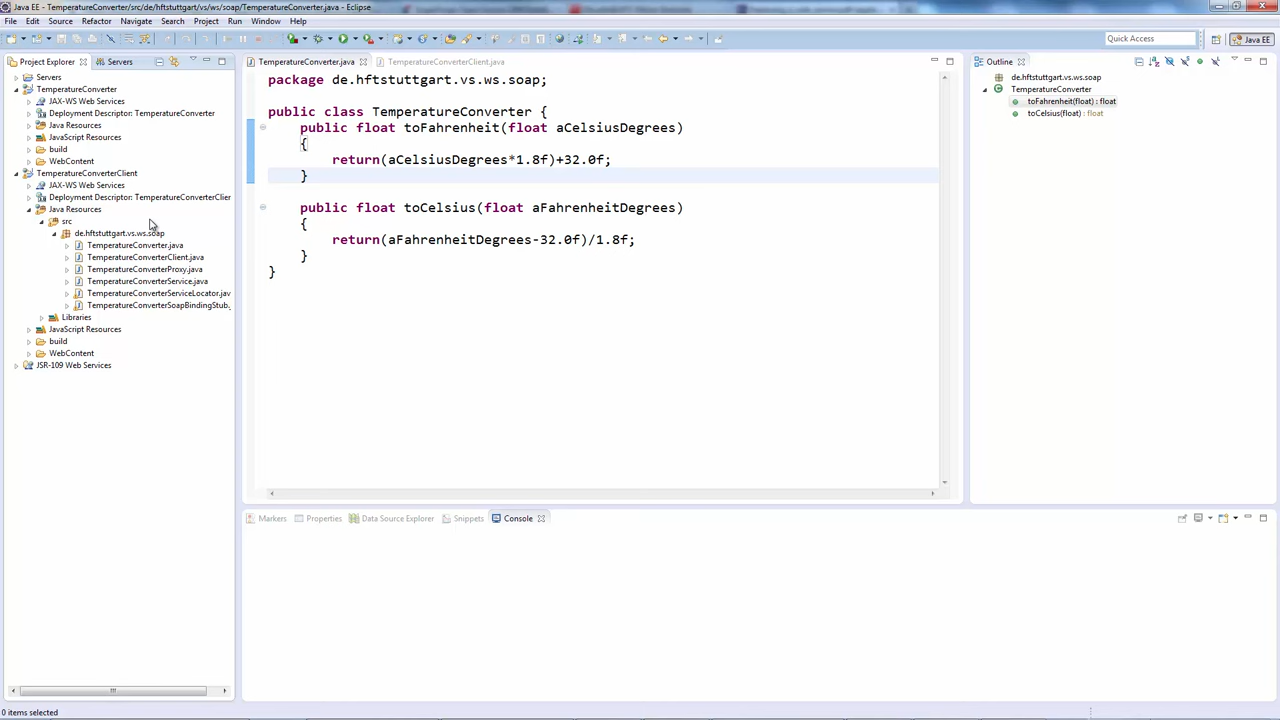 Java EE - TemperatureConverter/src/de/hftstuttgart/vs/ws/soap/TemperatureConverter.java - Eclipse
File Edit Source Refactor Navigate Search Project Run Window Help
Quick Access
Java EE
Project Explorer
Servers
Servers
TemperatureConverter
JAX-WS Web Services
Deployment Descriptor: TemperatureConverter
Java Resources
JavaScript Resources
build
WebContent
TemperatureConverterClient
JAX-WS Web Services
Deployment Descriptor: TemperatureConverterClier
Java Resources
src
de.hftstuttgart.vs.ws.soap
TemperatureConverter.java
TemperatureConverterClient.java
TemperatureConverterProxy.java
TemperatureConverterService.java
TemperatureConverterServiceLocator.jav
TemperatureConverterSoapBindingStub.
Libraries
JavaScript Resources
build
WebContent
JSR-109 Web Services
TemperatureConverter.java
TemperatureConverterClient.java
package de.hftstuttgart.vs.ws.soap;
public class TemperatureConverter {
public float toFahrenheit(float aCelsiusDegrees)
{
return(aCelsiusDegrees*1.8f)+32.0f;
}
public float toCelsius(float aFahrenheitDegrees)
{
return(aFahrenheitDegrees-32.0f)/1.8f;
}
}
Outline
de.hftstuttgart.vs.ws.soap
TemperatureConverter
toFahrenheit(float) : float
toCelsius(float) : float
Markers Properties Data Source Explorer Snippets Console
0 items selected